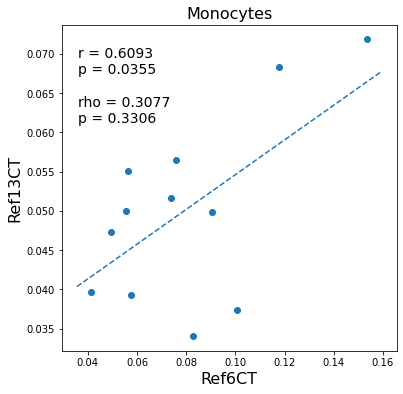 Monocytes
r = 0.6093
p = 0.0355
rho = 0.3077
p = 0.3306
Ref13CT
0.070
0.065
0.060
0.055
0.050
0.045
0.040
0.035
0.04 0.06 0.08 0.10 0.12 0.14 0.16
Ref6CT